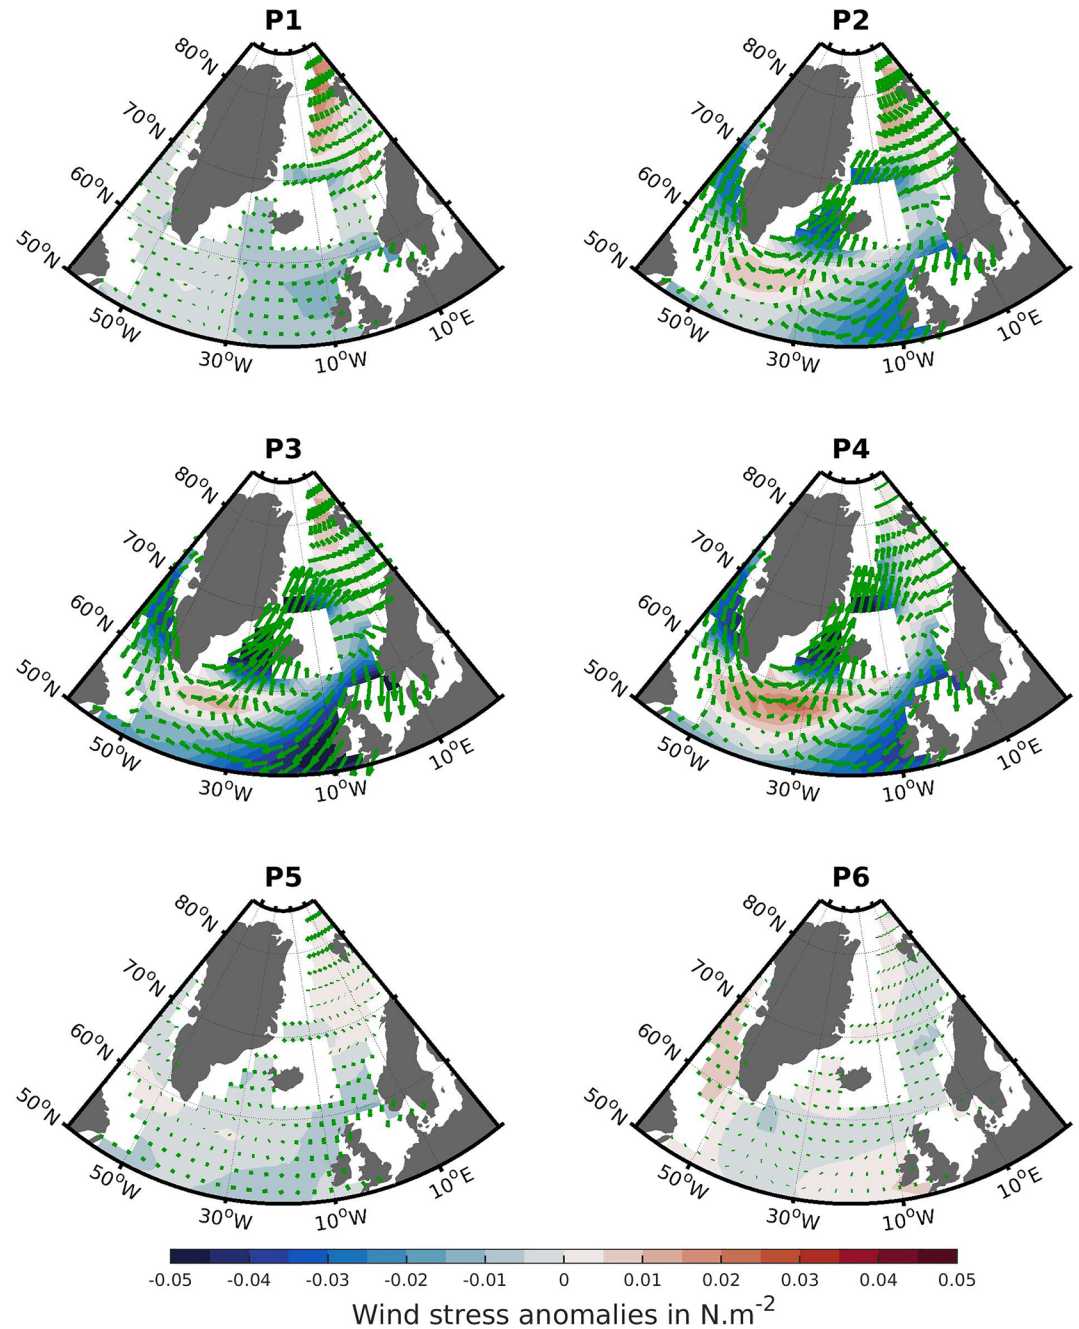 P1 P2
80°N 80°N
70°N 70°N
60°N 60°N
50°N 50°N
50°W 30°W 10°W 10°E 50°W 30°W 10°W 10°E
P3 P4
80°N 80°N
70°N 70°N
60°N 60°N
50°N 50°N
50°W 30°W 10°W 10°E 50°W 30°W 10°W 10°E
P5 P6
80°N 80°N
70°N 70°N
60°N 60°N
50°N 50°N
50°W 30°W 10°W 10°E 50°W 30°W 10°W 10°E
-0.05 -0.04 -0.03 -0.02 -0.01 0 0.01 0.02 0.03 0.04 0.05
Wind stress anomalies in N.m⁻²